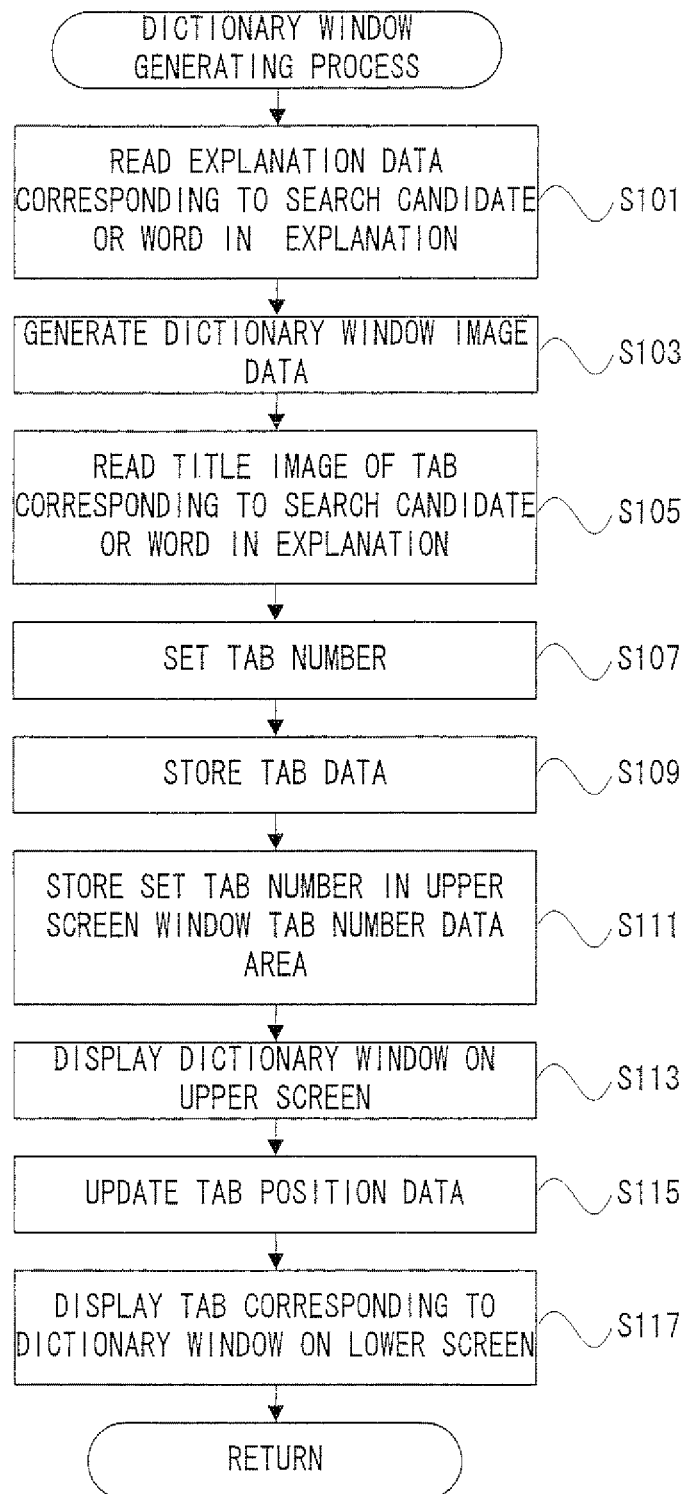 DICTIONARY WINDOW
GENERATING PROCESS
READ EXPLANATION DATA
CORRESPONDING TO SEARCH CANDIDATE
OR WORD IN EXPLANATION
S101
GENERATE DICTIONARY WINDOW IMAGE
DATA
S103
READ TITLE IMAGE OF TAB
CORRESPONDING TO SEARCH CANDIDATE
OR WORD IN EXPLANATION
S105
SET TAB NUMBER
S107
STORE TAB DATA
S109
STORE SET TAB NUMBER IN UPPER
SCREEN WINDOW TAB NUMBER DATA
AREA
S111
DISPLAY DICTIONARY WINDOW ON
UPPER SCREEN
S113
UPDATE TAB POSITION DATA
S115
DISPLAY TAB CORRESPONDING TO
DICTIONARY WINDOW ON LOWER SCREEN
S117
RETURN